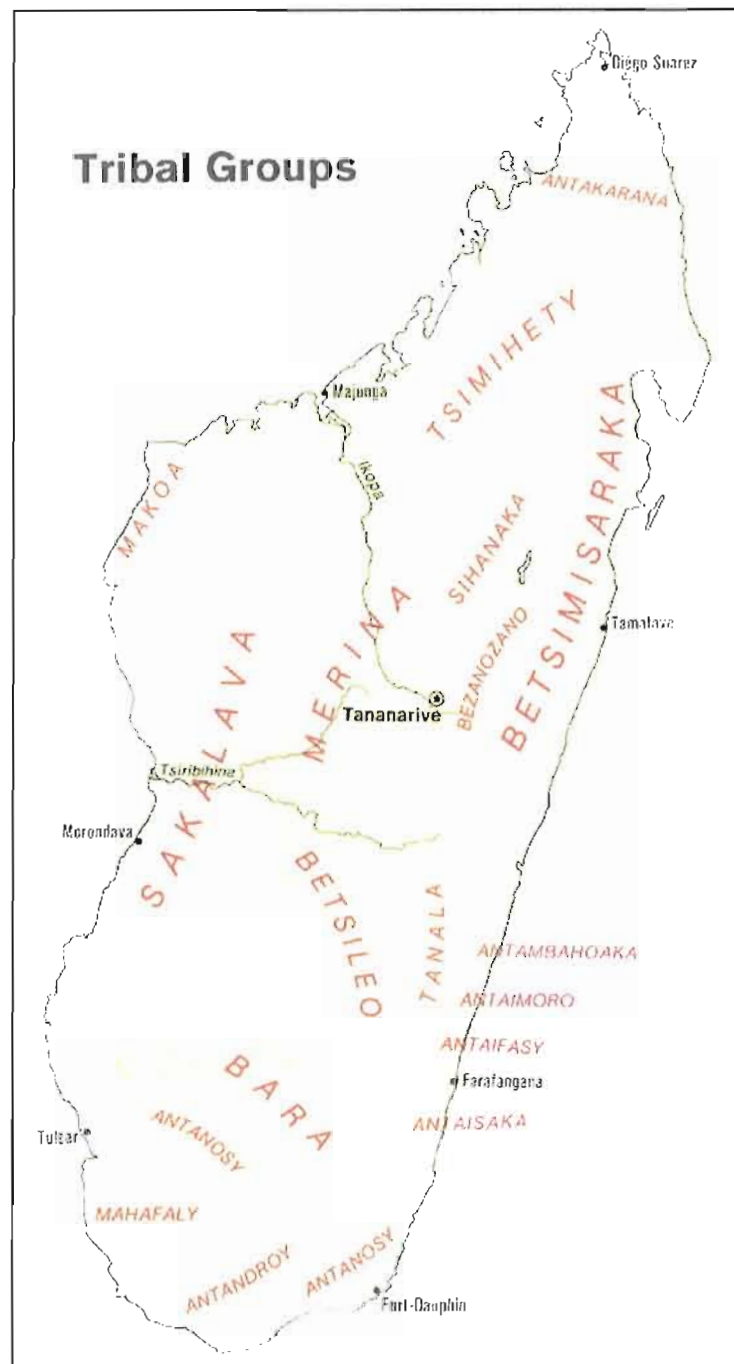 Diégo Suarez
Tribal Groups
ANTAKARANA
TSIMIHETY
Majunga
BETSIMISARAKA
Ikopa
MAKOA
SIHANAKA
MERINA
BEZANOZANO
Tamatave
SAKALAVA
Tananarive
Tsiribihina
Morondava
BETSILEO
TANALA
ANTAMBAHOAKA
ANTAIMORO
ANTAIFASY
BARA
Farafangana
ANTANOSY
ANTAISAKA
Tulear
MAHAFALY
ANTANOSY
ANTANDROY
Fort-Dauphin